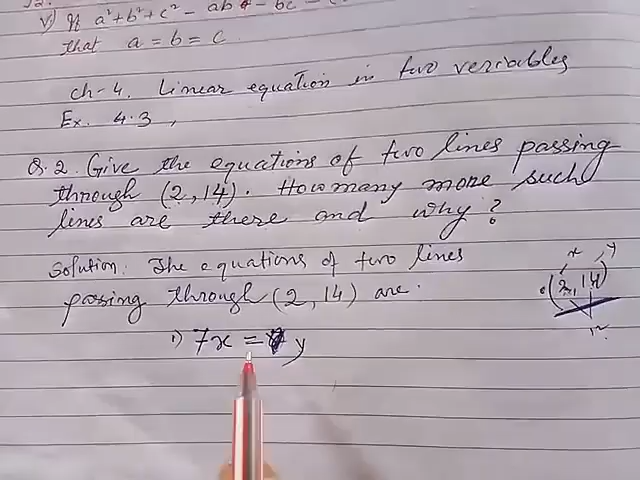 v) If a²+b²+c² - ab - bc -
that a = b = c
ch-4. Linear equation in two veriables
Ex. 4.3,
Q.2. Give the equations of two lines passing
through (2,14). How many more such
lines are there and why?
Solution. The equations of two lines
passing through (2,14) are.
x y
(2,14)
1) 7x = y